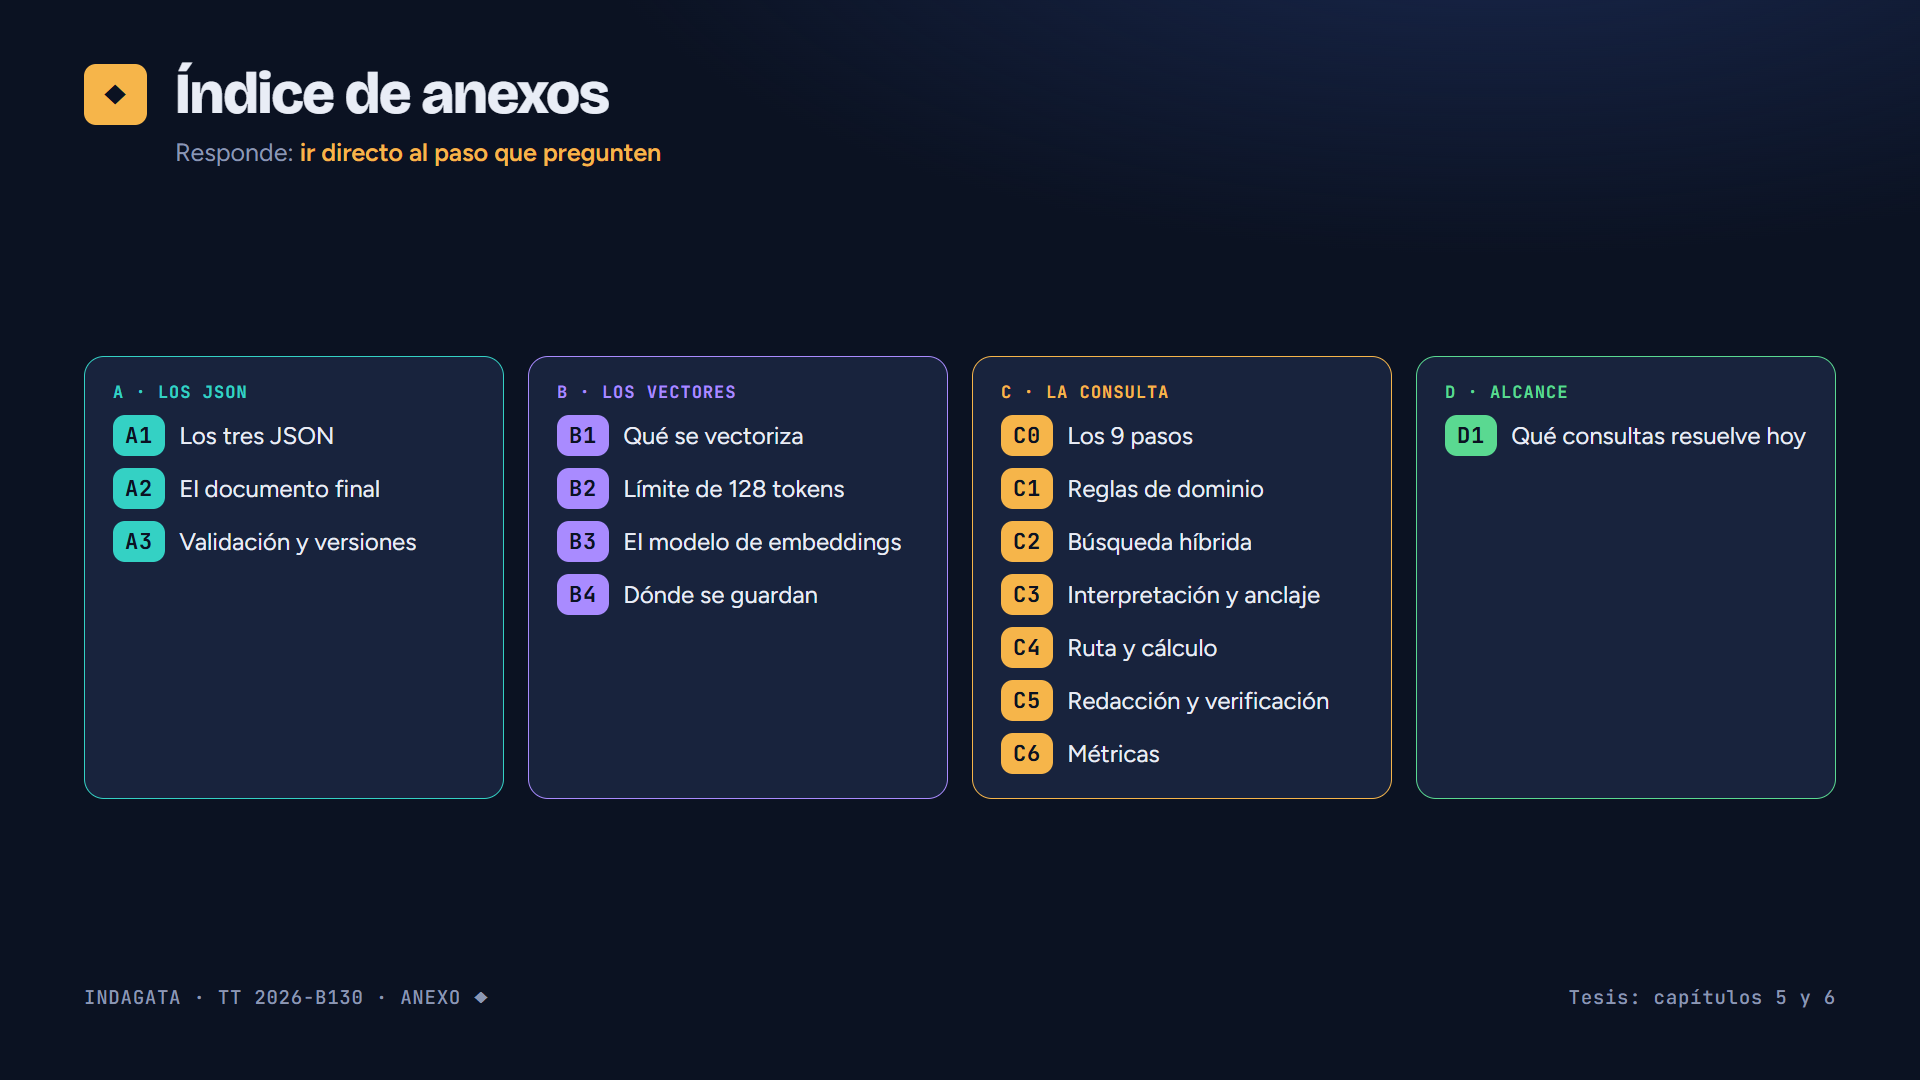 ◆ Índice de anexos
Responde: ir directo al paso que pregunten
A · LOS JSON
A1 Los tres JSON
A2 El documento final
A3 Validación y versiones
B · LOS VECTORES
B1 Qué se vectoriza
B2 Límite de 128 tokens
B3 El modelo de embeddings
B4 Dónde se guardan
C · LA CONSULTA
C0 Los 9 pasos
C1 Reglas de dominio
C2 Búsqueda híbrida
C3 Interpretación y anclaje
C4 Ruta y cálculo
C5 Redacción y verificación
C6 Métricas
D · ALCANCE
D1 Qué consultas resuelve hoy
INDAGATA · TT 2026-B130 · ANEXO ◆
Tesis: capítulos 5 y 6